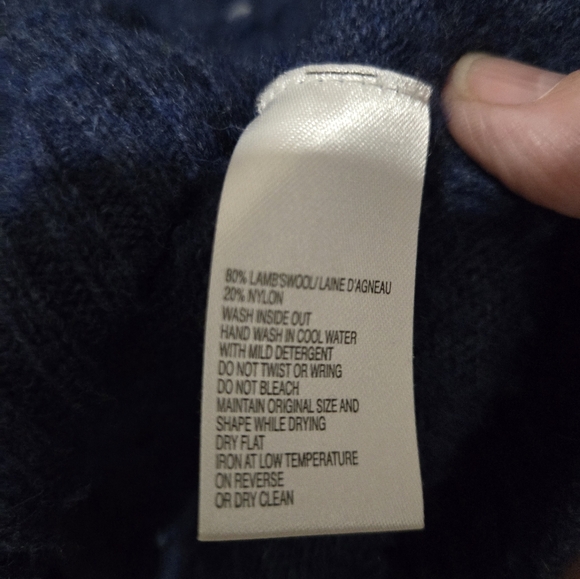 80% LAMB'SWOOL/LAINE D'AGNEAU
20% NYLON
WASH INSIDE OUT
HAND WASH IN COOL WATER
WITH MILD DETERGENT
DO NOT TWIST OR WRING
DO NOT BLEACH
MAINTAIN ORIGINAL SIZE AND
SHAPE WHILE DRYING
DRY FLAT
IRON AT LOW TEMPERATURE
ON REVERSE
OR DRY CLEAN